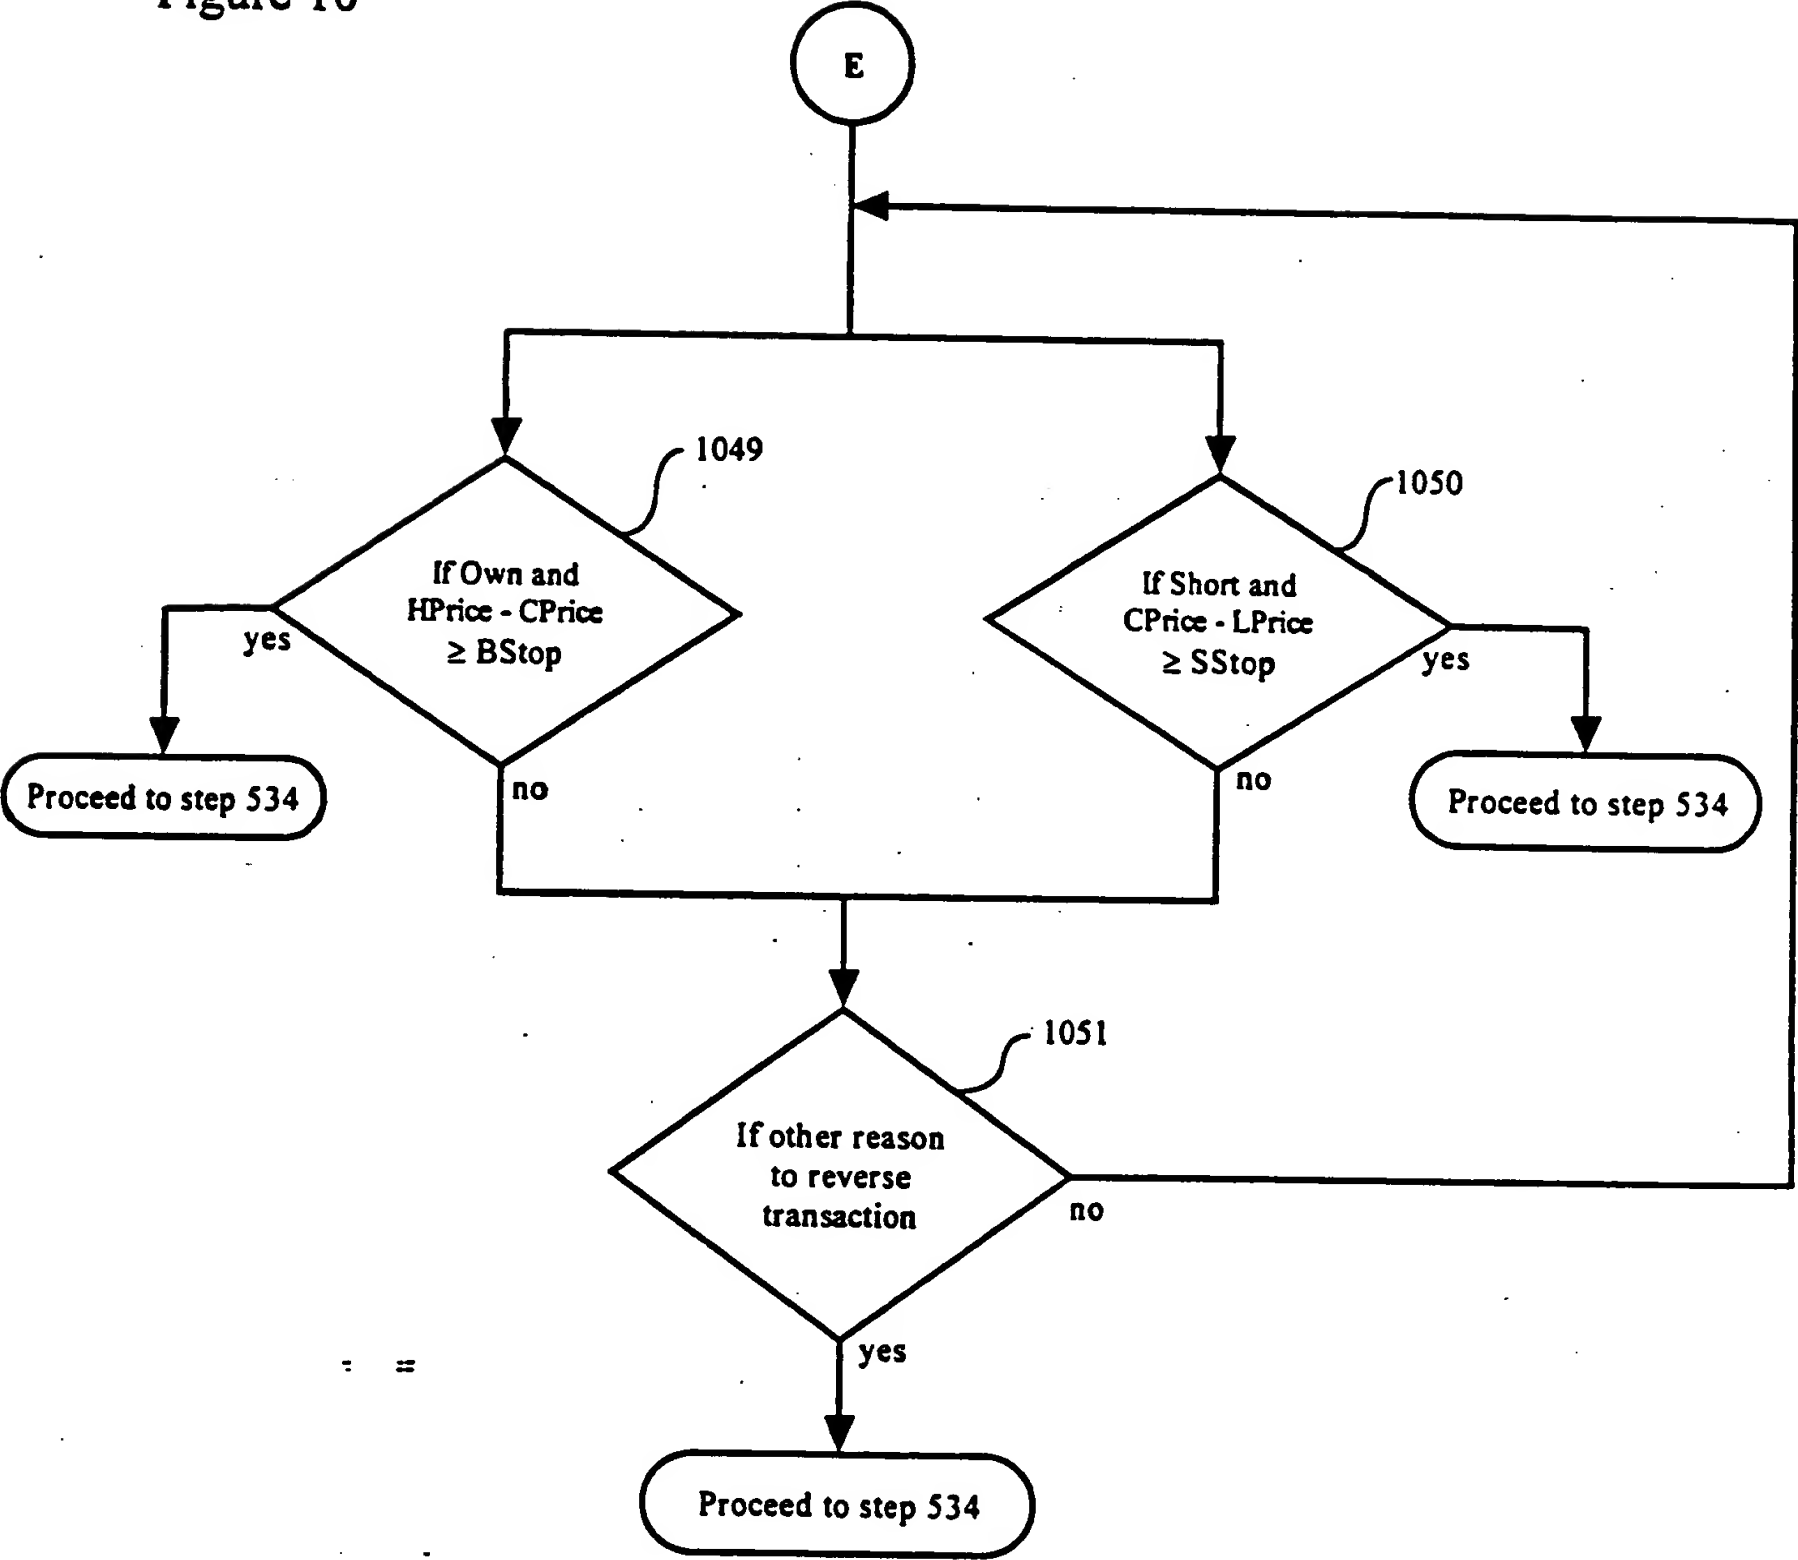 Figure 10
E
1049
1050
If Own and
HPrice - CPrice
≥ BStop
If Short and
CPrice - LPrice
≥ SStop
yes
yes
Proceed to step 534
no
no
Proceed to step 534
1051
If other reason
to reverse
transaction
no
yes
Proceed to step 534